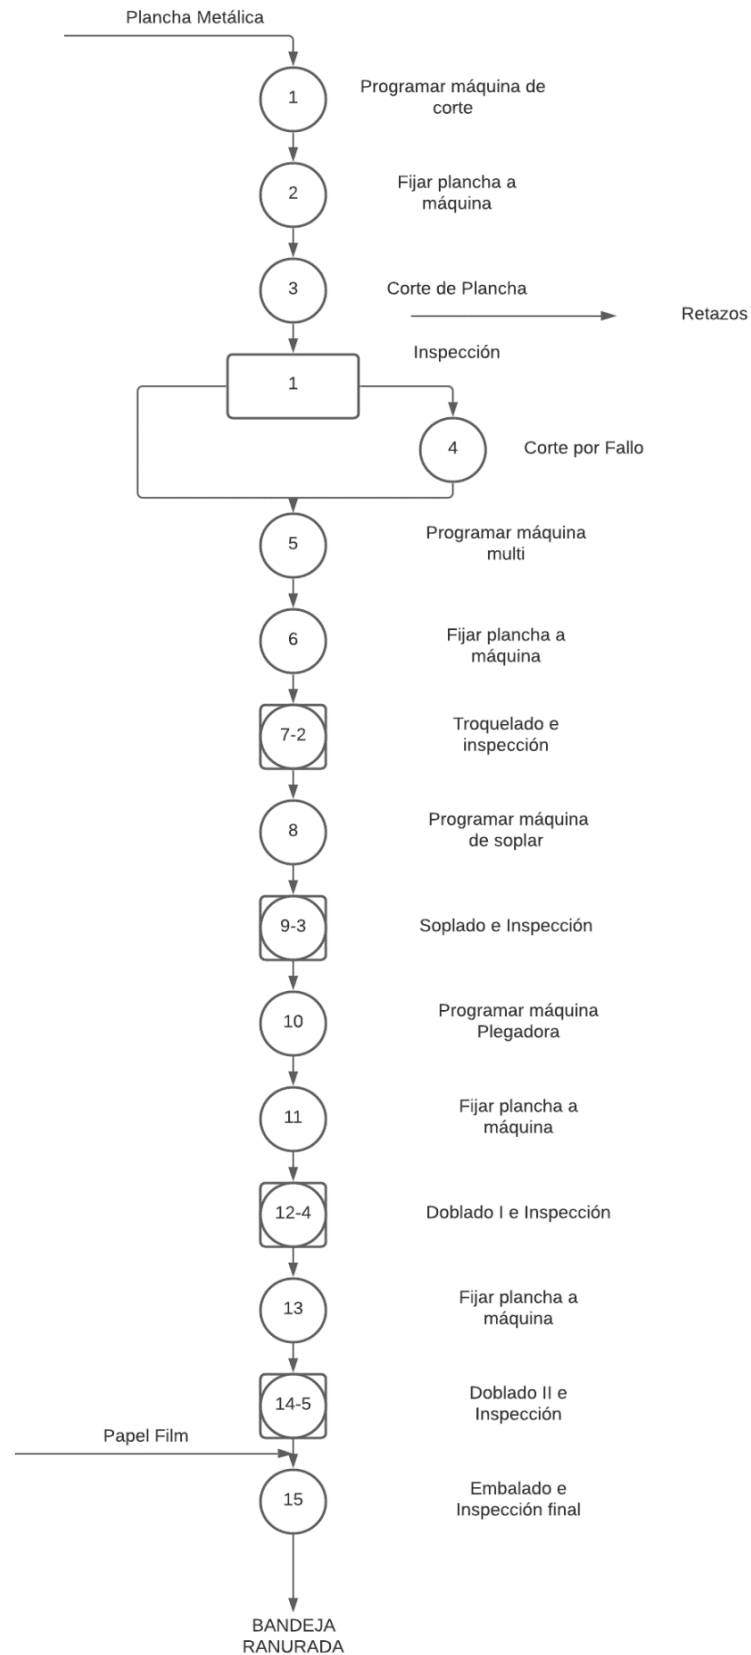 Plancha Metálica
1
Programar máquina de
corte
2
Fijar plancha a
máquina
3
Corte de Plancha
Retazos
Inspección
1
4
Corte por Fallo
5
Programar máquina
multi
6
Fijar plancha a
máquina
7-2
Troquelado e
inspección
8
Programar máquina
de soplar
9-3
Soplado e Inspección
10
Programar máquina
Plegadora
11
Fijar plancha a
máquina
12-4
Doblado I e Inspección
13
Fijar plancha a
máquina
14-5
Doblado II e
Inspección
Papel Film
15
Embalado e
Inspección final
BANDEJA
RANURADA